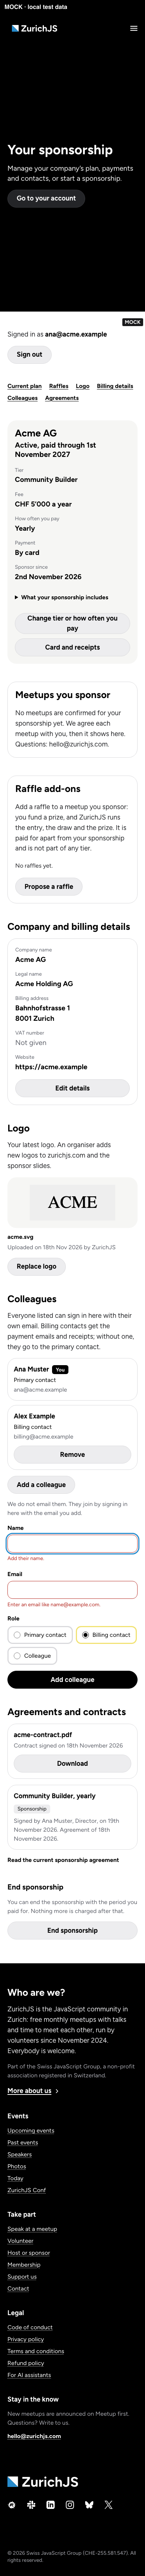 MOCK · local test data
ZurichJS
Your sponsorship
Manage your company's plan, payments
and contacts, or start a sponsorship.
Go to your account
MOCK
Signed in as ana@acme.example
Sign out
Current plan Raffles Logo Billing details
Colleagues Agreements
Acme AG
Active, paid through 1st
November 2027
Tier
Community Builder
Fee
CHF 5'000 a year
How often you pay
Yearly
Payment
By card
Sponsor since
2nd November 2026
What your sponsorship includes
Change tier or how often you
pay
Card and receipts
Meetups you sponsor
No meetups are confirmed for your
sponsorship yet. We agree each
meetup with you, then it shows here.
Questions: hello@zurichjs.com.
Raffle add-ons
Add a raffle to a meetup you sponsor:
you fund a prize, and ZurichJS runs
the entry, the draw and the prize. It is
paid for apart from your sponsorship
and is not part of any tier.
No raffles yet.
Propose a raffle
Company and billing details
Company name
Acme AG
Legal name
Acme Holding AG
Billing address
Bahnhofstrasse 1
8001 Zurich
VAT number
Not given
Website
https://acme.example
Edit details
Logo
Your latest logo. An organiser adds
new logos to zurichjs.com and the
sponsor slides.
ACME
acme.svg
Uploaded on 18th Nov 2026 by ZurichJS
Replace logo
Colleagues
Everyone listed can sign in here with their
own email. Billing contacts get the
payment emails and receipts; without one,
they go to the primary contact.
Ana Muster You
Primary contact
ana@acme.example
Alex Example
Billing contact
billing@acme.example
Remove
Add a colleague
We do not email them. They join by signing in
here with the email you add.
Name
Add their name.
Email
Enter an email like name@example.com.
Role
Primary contact Billing contact
Colleague
Add colleague
Agreements and contracts
acme-contract.pdf
Contract signed on 18th November 2026
Download
Community Builder, yearly
Sponsorship
Signed by Ana Muster, Director, on 19th
November 2026. Agreement of 18th
November 2026.
Read the current sponsorship agreement
End sponsorship
You can end the sponsorship with the period you
paid for. Nothing more is charged after that.
End sponsorship
Who are we?
ZurichJS is the JavaScript community in
Zurich: free monthly meetups with talks
and time to meet each other, run by
volunteers since November 2024.
Everybody is welcome.
Part of the Swiss JavaScript Group, a non-profit
association registered in Switzerland.
More about us
Events
Upcoming events
Past events
Speakers
Photos
Today
ZurichJS Conf
Take part
Speak at a meetup
Volunteer
Host or sponsor
Membership
Support us
Contact
Legal
Code of conduct
Privacy policy
Terms and conditions
Refund policy
For AI assistants
Stay in the know
New meetups are announced on Meetup first.
Questions? Write to us.
hello@zurichjs.com
ZurichJS
© 2026 Swiss JavaScript Group (CHE-255.581.547). All
rights reserved.